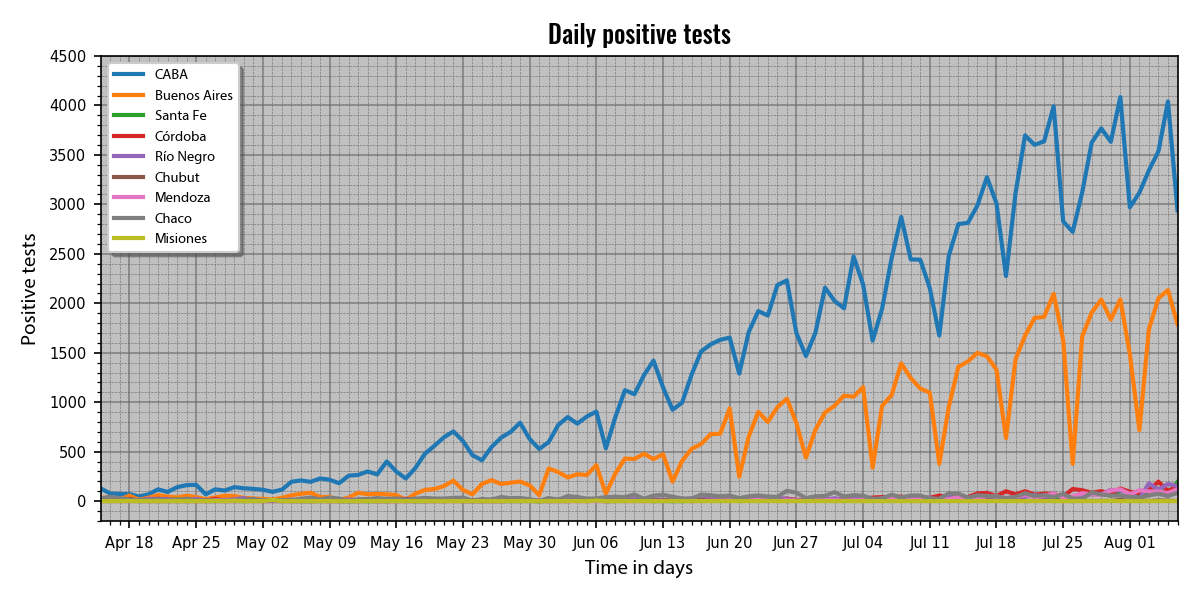 Daily positive tests
4500
4000
3500
3000
2500
2000
1500
1000
500
0
Positive tests
CABA
Buenos Aires
Santa Fe
Córdoba
Río Negro
Chubut
Mendoza
Chaco
Misiones
Apr 18 Apr 25 May 02 May 09 May 16 May 23 May 30 Jun 06 Jun 13 Jun 20 Jun 27 Jul 04 Jul 11 Jul 18 Jul 25 Aug 01
Time in days